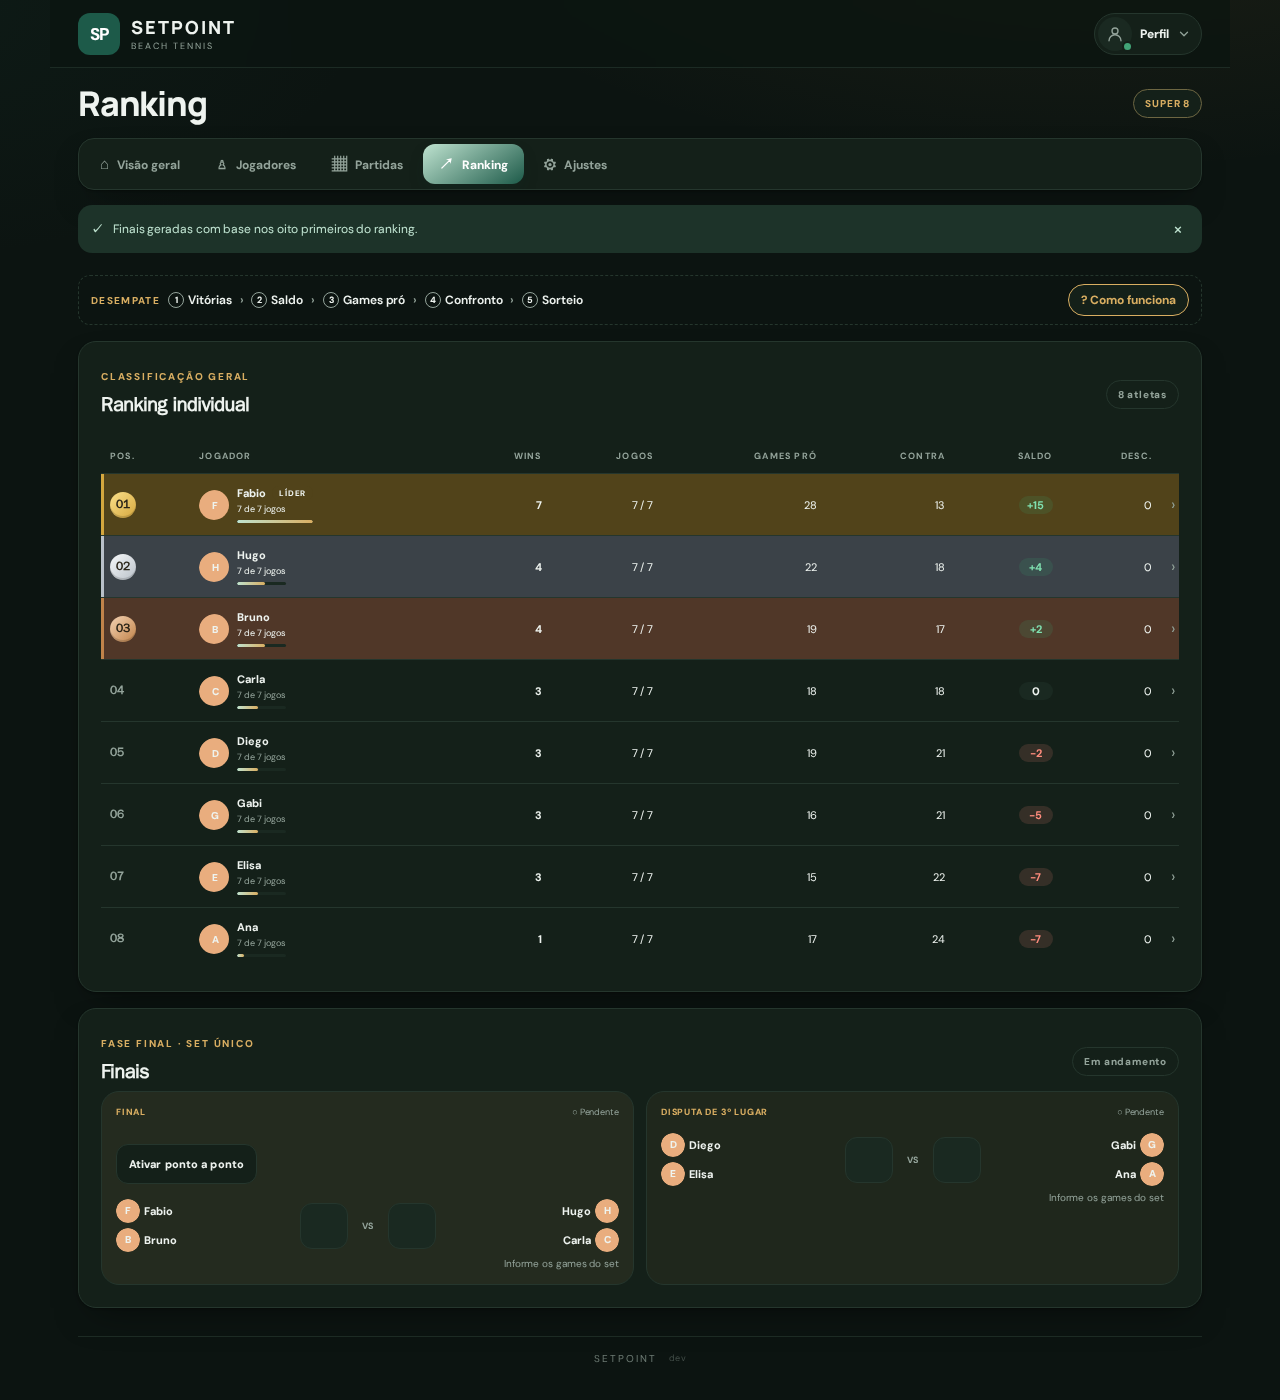 SP SETPOINT
BEACH TENNIS
Perfil
Ranking
SUPER 8
Visão geral
Jogadores
Partidas
Ranking
Ajustes
✓ Finais geradas com base nos oito primeiros do ranking. ×
DESEMPATE 1 Vitórias › 2 Saldo › 3 Games pró › 4 Confronto › 5 Sorteio
? Como funciona
CLASSIFICAÇÃO GERAL
Ranking individual
8 atletas
POS. JOGADOR WINS JOGOS GAMES PRÓ CONTRA SALDO DESC.
01 F Fabio LÍDER 7 7 / 7 28 13 +15 0 ›
7 de 7 jogos
02 H Hugo 4 7 / 7 22 18 +4 0 ›
7 de 7 jogos
03 B Bruno 4 7 / 7 19 17 +2 0 ›
7 de 7 jogos
04 C Carla 3 7 / 7 18 18 0 0 ›
7 de 7 jogos
05 D Diego 3 7 / 7 19 21 −2 0 ›
7 de 7 jogos
06 G Gabi 3 7 / 7 16 21 −5 0 ›
7 de 7 jogos
07 E Elisa 3 7 / 7 15 22 −7 0 ›
7 de 7 jogos
08 A Ana 1 7 / 7 17 24 −7 0 ›
7 de 7 jogos
FASE FINAL · SET ÚNICO
Finais
Em andamento
FINAL ○ Pendente
Ativar ponto a ponto
F Fabio
B Bruno
vs
Hugo H
Carla C
Informe os games do set
DISPUTA DE 3º LUGAR ○ Pendente
D Diego
E Elisa
vs
Gabi G
Ana A
Informe os games do set
SETPOINT dev